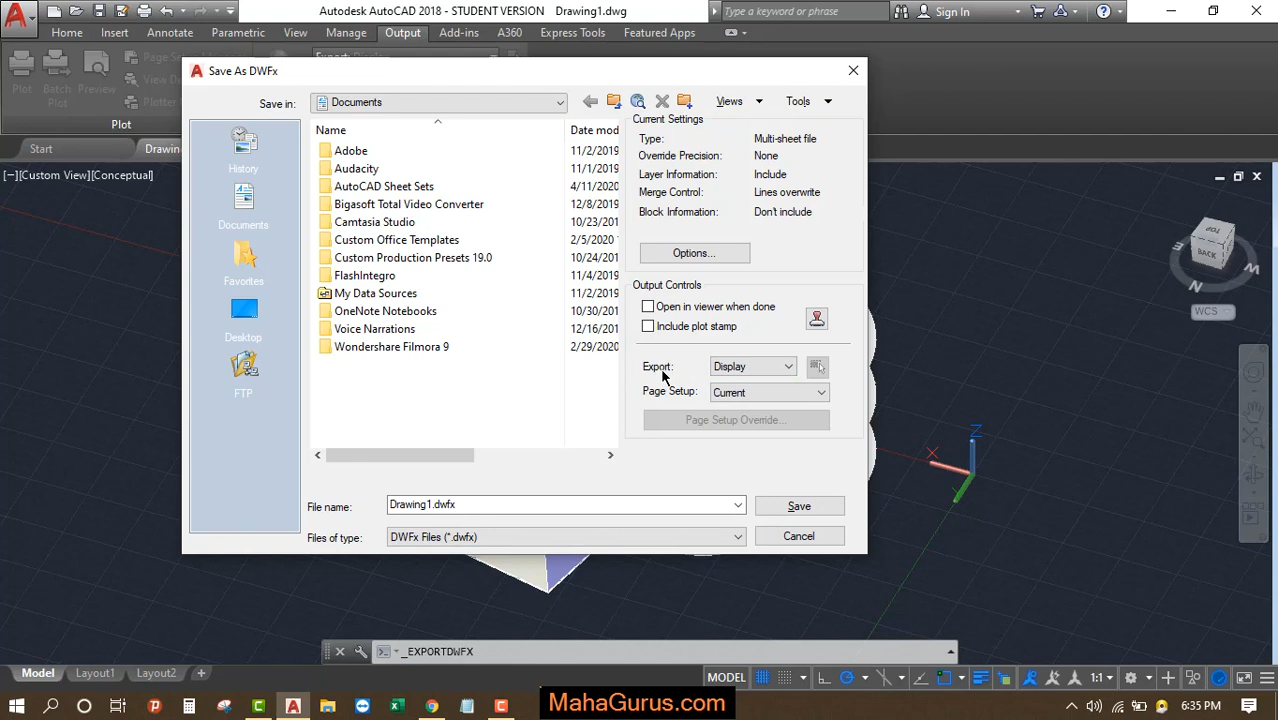 Autodesk AutoCAD 2018 - STUDENT VERSION Drawing1.dwg
Type a keyword or phrase
Sign In
Home Insert Annotate Parametric View Manage Output Add-ins A360 Express Tools Featured Apps
Plot Batch Plot Preview
Plot
Start
Save As DWFx
Save in: Documents Views Tools
[−][Custom View][Conceptual]
History
Documents
Favorites
Desktop
FTP
Name Date mod
Adobe 11/2/2019
Audacity 11/1/2019
AutoCAD Sheet Sets 4/11/2020
Bigasoft Total Video Converter 12/8/2019
Camtasia Studio 10/23/201
Custom Office Templates 2/5/2020
Custom Production Presets 19.0 10/24/201
FlashIntegro 11/4/2019
My Data Sources 11/2/2019
OneNote Notebooks 10/30/201
Voice Narrations 12/16/201
Wondershare Filmora 9 2/29/2020
Current Settings
Type: Multi-sheet file
Override Precision: None
Layer Information: Include
Merge Control: Lines overwrite
Block Information: Don't include
Options...
Output Controls
Open in viewer when done
Include plot stamp
Export: Display
Page Setup: Current
Page Setup Override...
File name: Drawing1.dwfx Save
Files of type: DWFx Files (*.dwfx) Cancel
TOP
BACK
E
W
N
WCS
X
Z
_EXPORTDWFX
Model Layout1 Layout2 +
MODEL 1:1
MahaGurus.com
6:35 PM